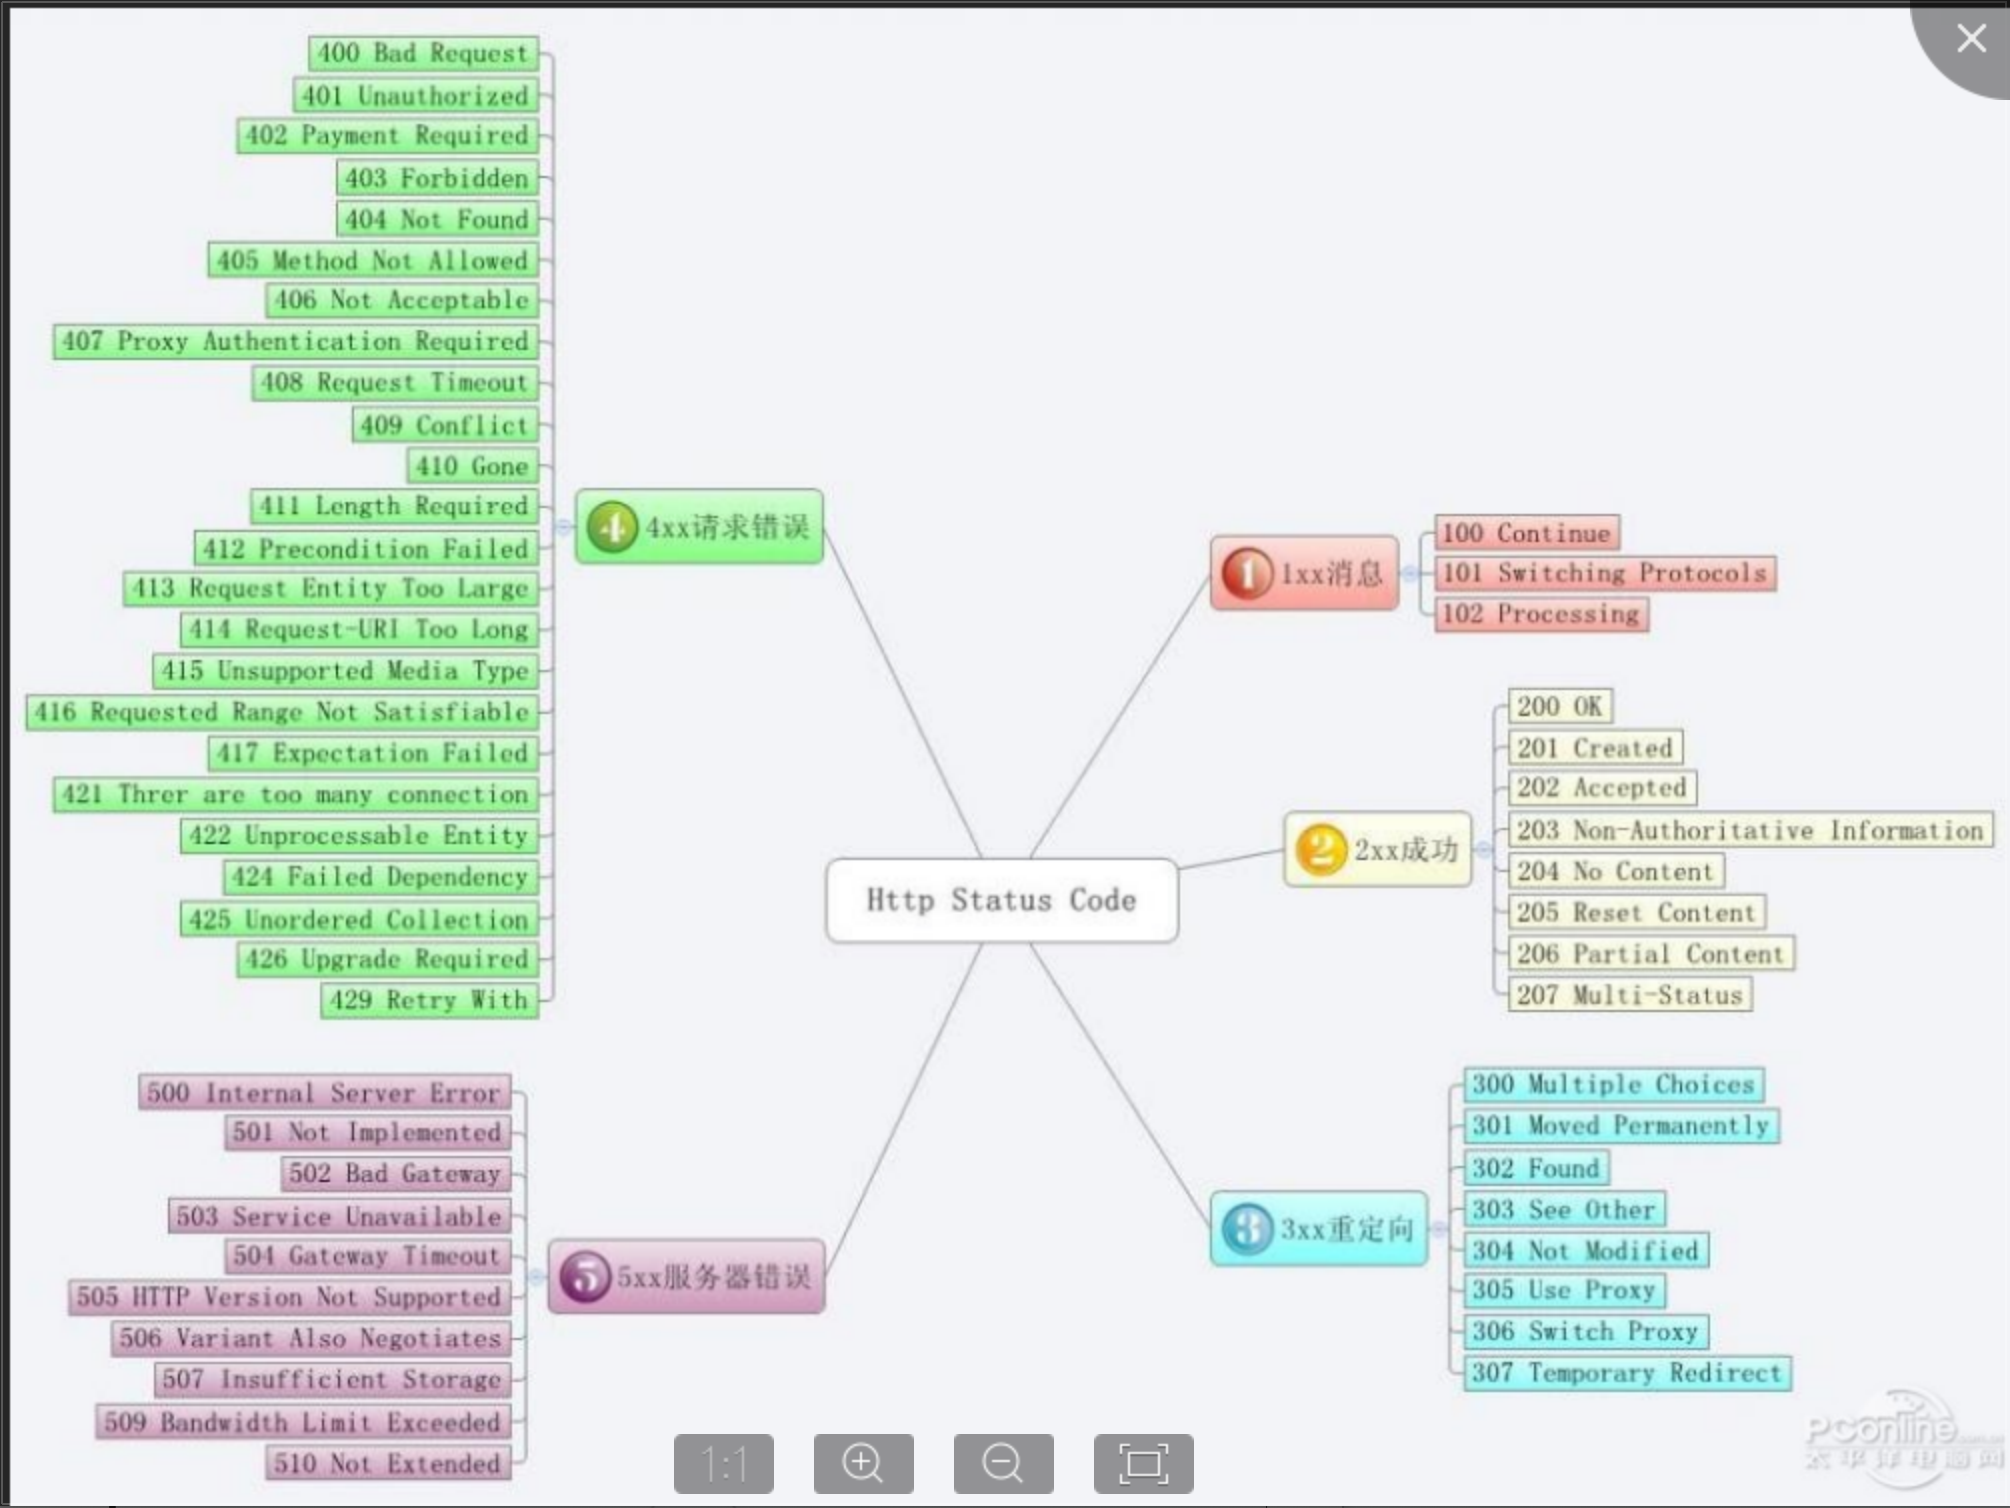 400 Bad Request
401 Unauthorized
402 Payment Required
403 Forbidden
404 Not Found
405 Method Not Allowed
406 Not Acceptable
407 Proxy Authentication Required
408 Request Timeout
409 Conflict
410 Gone
411 Length Required
412 Precondition Failed
413 Request Entity Too Large
414 Request-URI Too Long
415 Unsupported Media Type
416 Requested Range Not Satisfiable
417 Expectation Failed
421 Threr are too many connection
422 Unprocessable Entity
424 Failed Dependency
425 Unordered Collection
426 Upgrade Required
429 Retry With
4 4xx请求错误
500 Internal Server Error
501 Not Implemented
502 Bad Gateway
503 Service Unavailable
504 Gateway Timeout
505 HTTP Version Not Supported
506 Variant Also Negotiates
507 Insufficient Storage
509 Bandwidth Limit Exceeded
510 Not Extended
5 5xx服务器错误
Http Status Code
1 1xx消息
100 Continue
101 Switching Protocols
102 Processing
2 2xx成功
200 OK
201 Created
202 Accepted
203 Non-Authoritative Information
204 No Content
205 Reset Content
206 Partial Content
207 Multi-Status
3 3xx重定向
300 Multiple Choices
301 Moved Permanently
302 Found
303 See Other
304 Not Modified
305 Use Proxy
306 Switch Proxy
307 Temporary Redirect
1:1
PConline.com.cn
太平洋电脑网